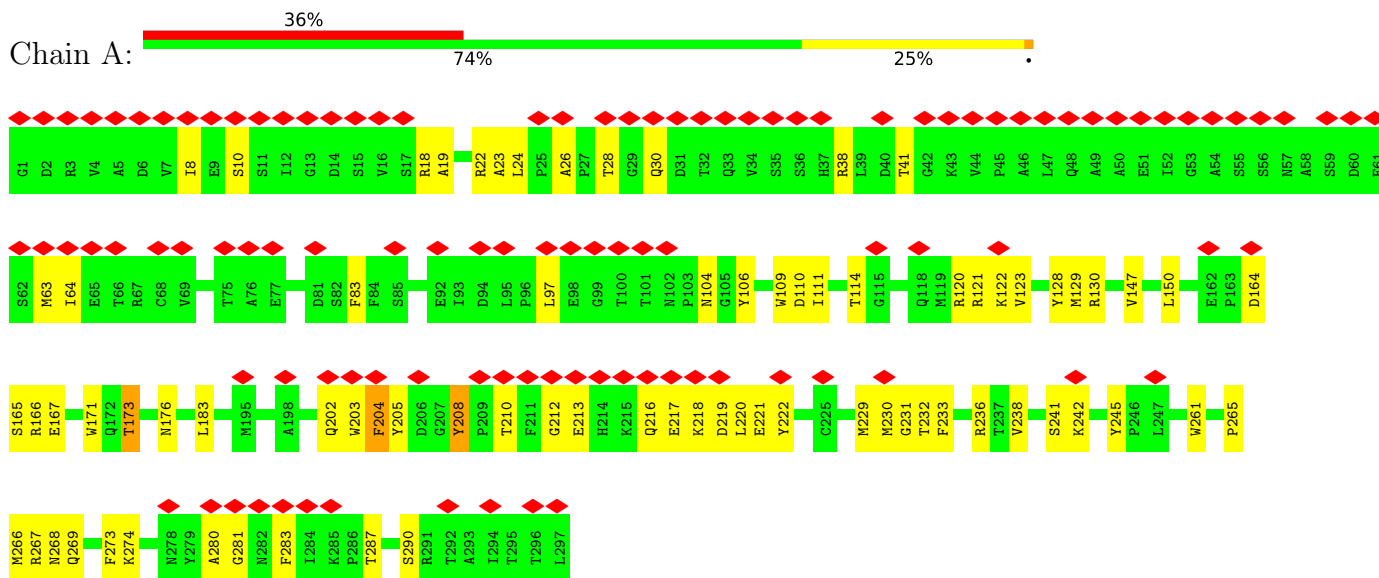 36%
Chain A:
74% 25% •
G1 D2 R3 V4 A5 D6 V7 I8 E9 S10 S11 I12 G13 D14 S15 V16 S17 R18 A19 R22 A23 L24 P25 A26 P27 T28 G29 Q30 D31 T32 Q33 V34 S35 S36 H37 R38 L39 D40 T41 G42 K43 V44 P45 A46 L47 Q48 A49 A50 E51 I52 G53 A54 S55 S56 N57 A58 S59 D60 E61
S62 M63 I64 E65 T66 R67 C68 V69 T75 A76 E77 D81 S82 F83 F84 S85 E92 I93 D94 L95 P96 L97 E98 G99 T100 T101 N102 P103 N104 G105 Y106 W109 D110 I111 T114 G115 Q118 M119 R120 R121 K122 V123 Y128 M129 R130 V147 L150 E162 P163 D164
S165 R166 E167 W171 Q172 T173 N176 L183 M195 A198 Q202 W203 F204 Y205 D206 G207 Y208 P209 T210 F211 G212 E213 H214 K215 Q216 E217 K218 D219 L220 E221 Y222 C225 M229 M230 G231 T232 F233 R236 T237 V238 S241 K242 Y245 P246 L247 W261 P265
M266 R267 N268 Q269 F273 K274 N278 Y279 A280 G281 N282 F283 I284 K285 P286 T287 S290 R291 T292 A293 I294 T295 T296 L297